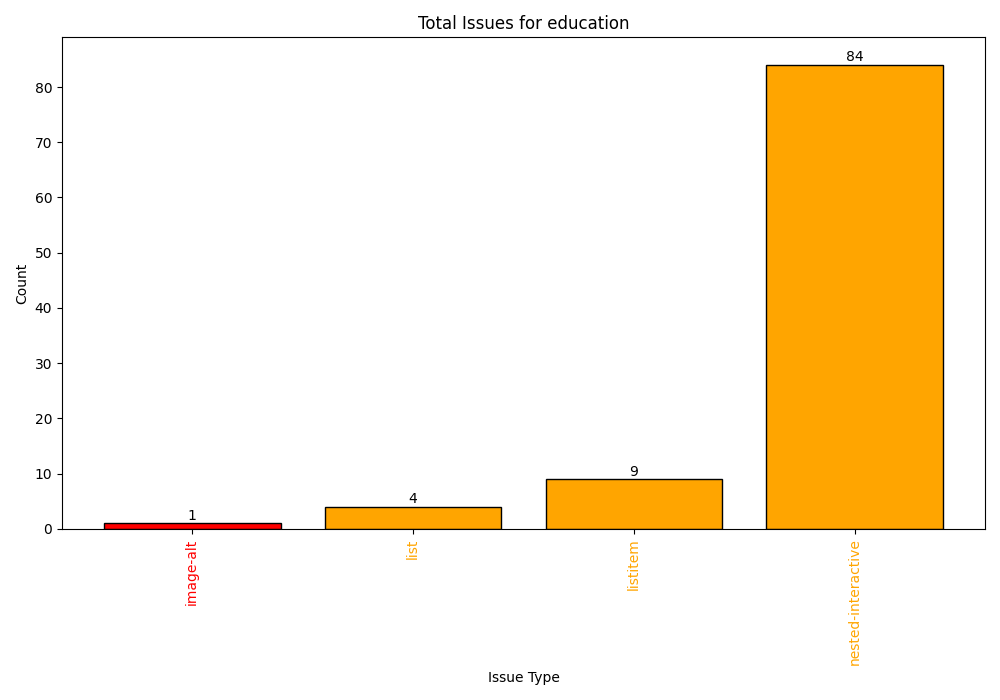 Total Issues for education
84
80
70
60
50
40
30
20
10
0
9
4
1
Count
image-alt
list
listitem
nested-interactive
Issue Type